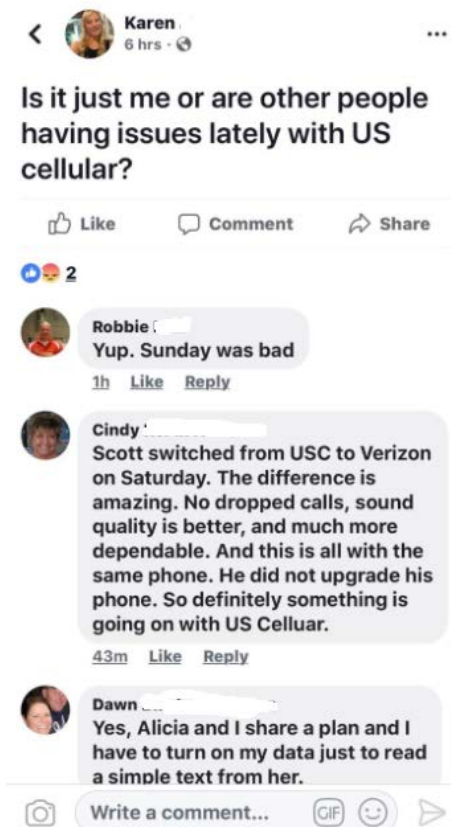 Karen
6 hrs ·
Is it just me or are other people
having issues lately with US
cellular?
Like Comment Share
2
Robbie
Yup. Sunday was bad
1h Like Reply
Cindy
Scott switched from USC to Verizon
on Saturday. The difference is
amazing. No dropped calls, sound
quality is better, and much more
dependable. And this is all with the
same phone. He did not upgrade his
phone. So definitely something is
going on with US Celluar.
43m Like Reply
Dawn
Yes, Alicia and I share a plan and I
have to turn on my data just to read
a simple text from her.
Write a comment... GIF